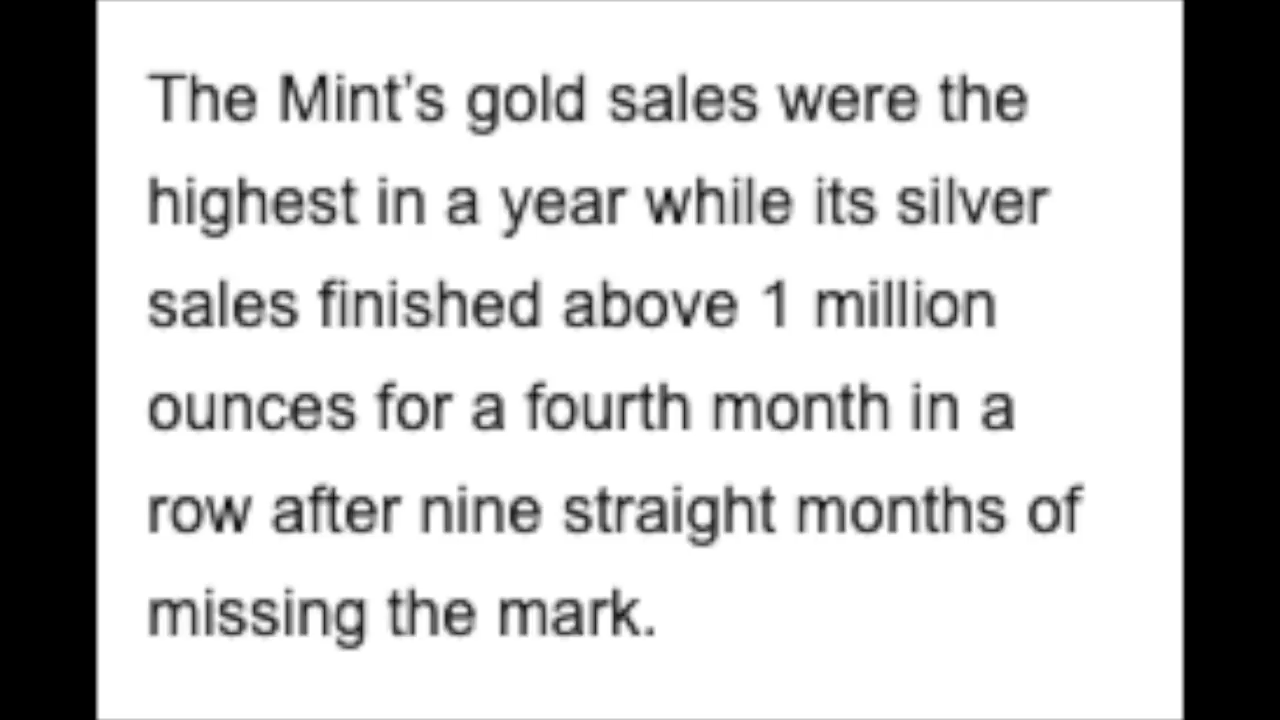 The Mint's gold sales were the
highest in a year while its silver
sales finished above 1 million
ounces for a fourth month in a
row after nine straight months of
missing the mark.